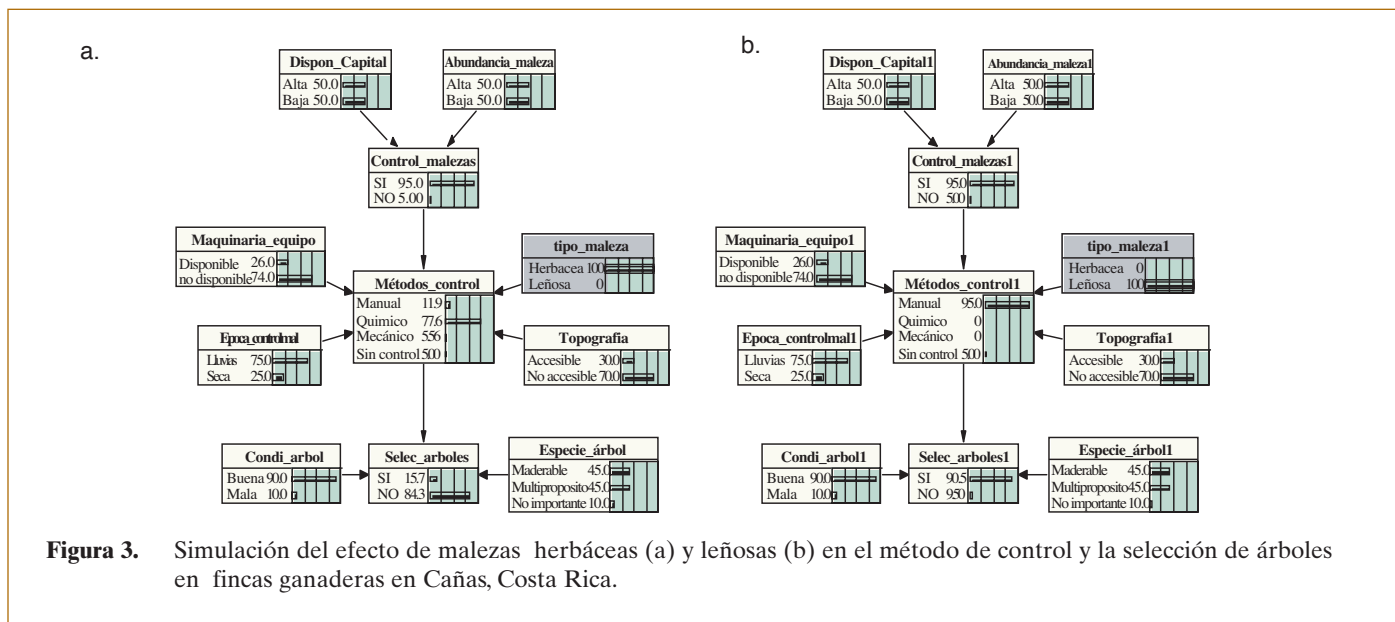 a.
Dispon_Capital
Alta 50.0
Baja 50.0
Abundancia_maleza
Alta 50.0
Baja 50.0
Control_malezas
SI 95.0
NO 5.00
Maquinaria_equipo
Disponible 26.0
no disponible 74.0
tipo_maleza
Herbacea 100
Leñosa 0
Métodos_control
Manual 11.9
Quimico 77.6
Mecánico 5.56
Sin control 5.00
Epoca_controlmal
Lluvias 75.0
Seca 25.0
Topografia
Accesible 30.0
No accesible 70.0
Condi_arbol
Buena 90.0
Mala 10.0
Selec_arboles
SI 15.7
NO 84.3
Especie_árbol
Maderable 45.0
Multiproposito 45.0
No importante 10.0
b.
Dispon_Capital1
Alta 50.0
Baja 50.0
Abundancia_maleza1
Alta 50.0
Baja 50.0
Control_malezas1
SI 95.0
NO 5.00
Maquinaria_equipo1
Disponible 26.0
no disponible 74.0
tipo_maleza1
Herbacea 0
Leñosa 100
Métodos_control1
Manual 95.0
Quimico 0
Mecánico 0
Sin control 5.00
Epoca_controlmal1
Lluvias 75.0
Seca 25.0
Topografia1
Accesible 30.0
No accesible 70.0
Condi_arbol1
Buena 90.0
Mala 10.0
Selec_arboles1
SI 90.5
NO 9.50
Especie_árbol1
Maderable 45.0
Multiproposito 45.0
No importante 10.0
Figura 3. Simulación del efecto de malezas herbáceas (a) y leñosas (b) en el método de control y la selección de árboles
en fincas ganaderas en Cañas, Costa Rica.